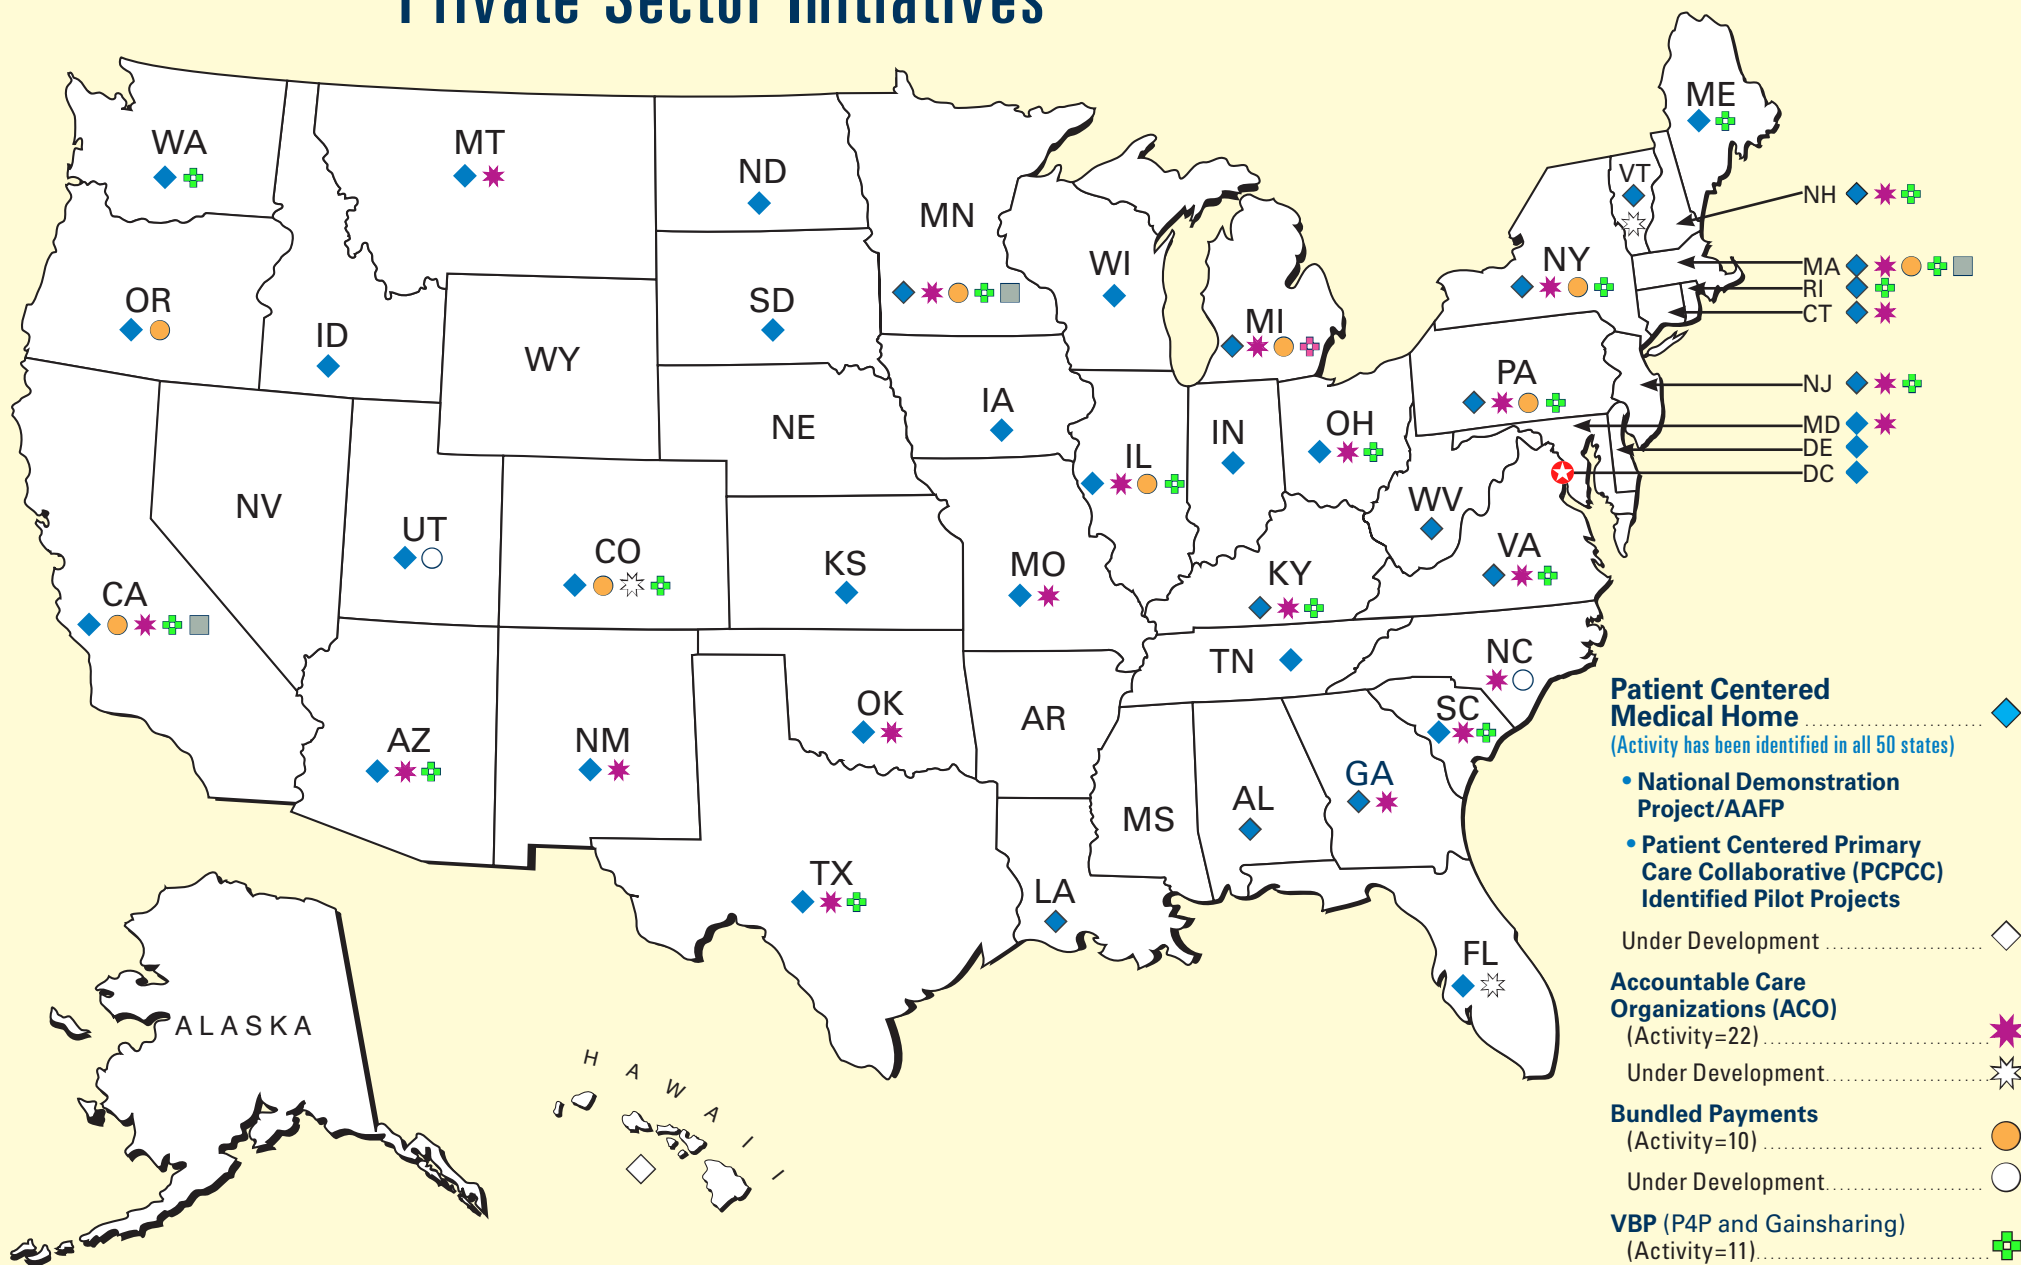 Private Sector Initiatives
ME
WA
MT
ND
VT
NH
MN
WI
NY
MA
RI
CT
OR
ID
SD
MI
WY
PA
NJ
IA
NE
IN
OH
MD
DE
DC
IL
NV
WV
UT
CO
KS
MO
VA
KY
CA
TN
NC
OK
AR
SC
AZ
NM
GA
AL
MS
TX
LA
FL
ALASKA
HAWAII
Patient Centered
Medical Home
(Activity has been identified in all 50 states)
• National Demonstration
Project/AAFP
• Patient Centered Primary
Care Collaborative (PCPCC)
Identified Pilot Projects
Under Development
Accountable Care
Organizations (ACO)
(Activity=22)
Under Development
Bundled Payments
(Activity=10)
Under Development
VBP (P4P and Gainsharing)
(Activity=11)